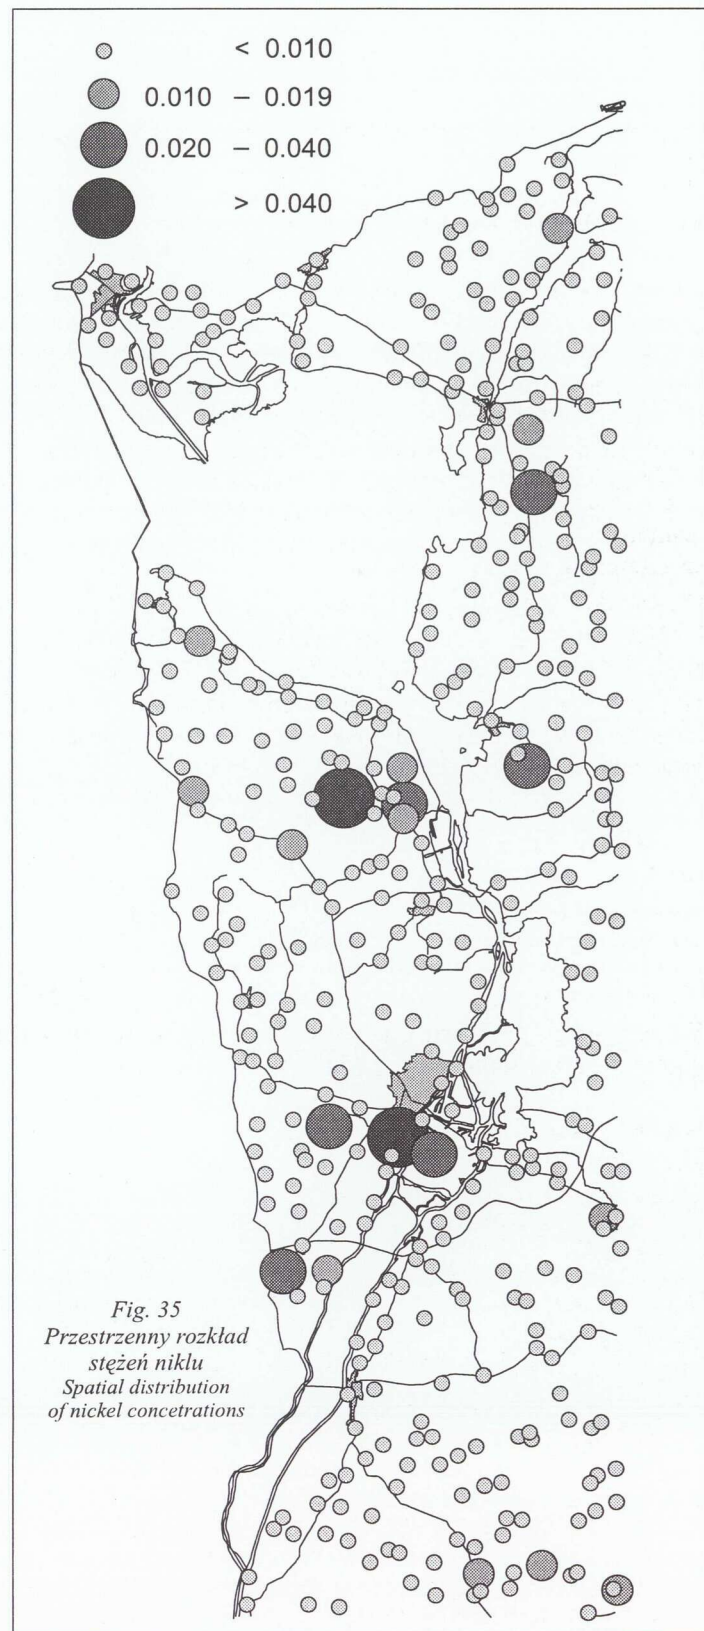 < 0.010
0.010 – 0.019
0.020 – 0.040
> 0.040
Fig. 35
Przestrzenny rozkład
stężeń niklu
Spatial distribution
of nickel concetrations